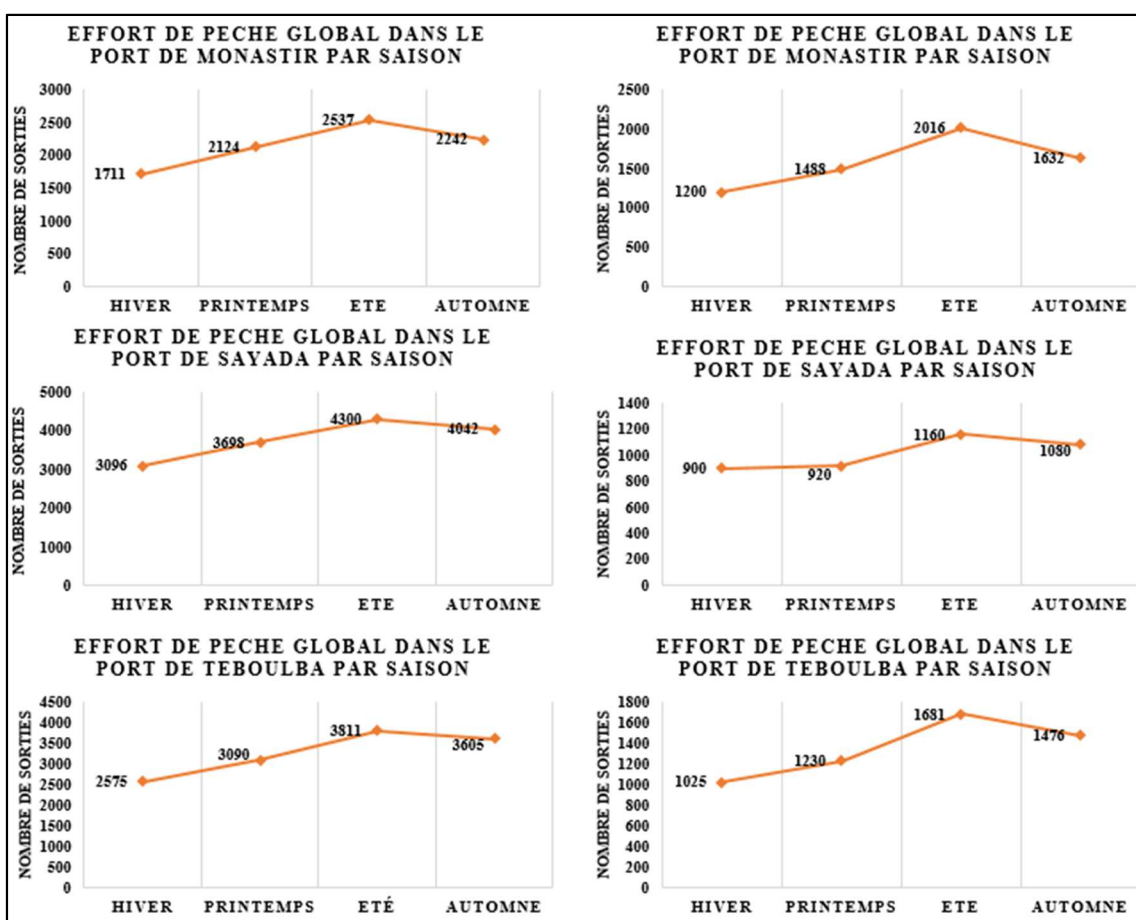 EFFORT DE PECHE GLOBAL DANS LE
PORT DE MONASTIR PAR SAISON
NOMBRE DE SORTIES
3000
2500
2000
1500
1000
500
0
1711
2124
2537
2242
HIVER PRINTEMPS ETE AUTOMNE
EFFORT DE PECHE GLOBAL DANS LE
PORT DE MONASTIR PAR SAISON
NOMBRE DE SORTIES
2500
2000
1500
1000
500
0
1200
1488
2016
1632
HIVER PRINTEMPS ETE AUTOMNE
EFFORT DE PECHE GLOBAL DANS LE
PORT DE SAYADA PAR SAISON
NOMBRE DE SORTIES
5000
4000
3000
2000
1000
0
3096
3698
4300
4042
HIVER PRINTEMPS ETE AUTOMNE
EFFORT DE PECHE GLOBAL DANS LE
PORT DE SAYADA PAR SAISON
NOMBRE DE SORTIES
1400
1200
1000
800
600
400
200
0
900
920
1160
1080
HIVER PRINTEMPS ETE AUTOMNE
EFFORT DE PECHE GLOBAL DANS LE
PORT DE TEBOULBA PAR SAISON
NOMBRE DE SORTIES
4500
4000
3500
3000
2500
2000
1500
1000
500
0
2575
3090
3811
3605
HIVER PRINTEMPS ETÉ AUTOMNE
EFFORT DE PECHE GLOBAL DANS LE
PORT DE TEBOULBA PAR SAISON
NOMBRE DE SORTIES
1800
1600
1400
1200
1000
800
600
400
200
0
1025
1230
1681
1476
HIVER PRINTEMPS ETE AUTOMNE